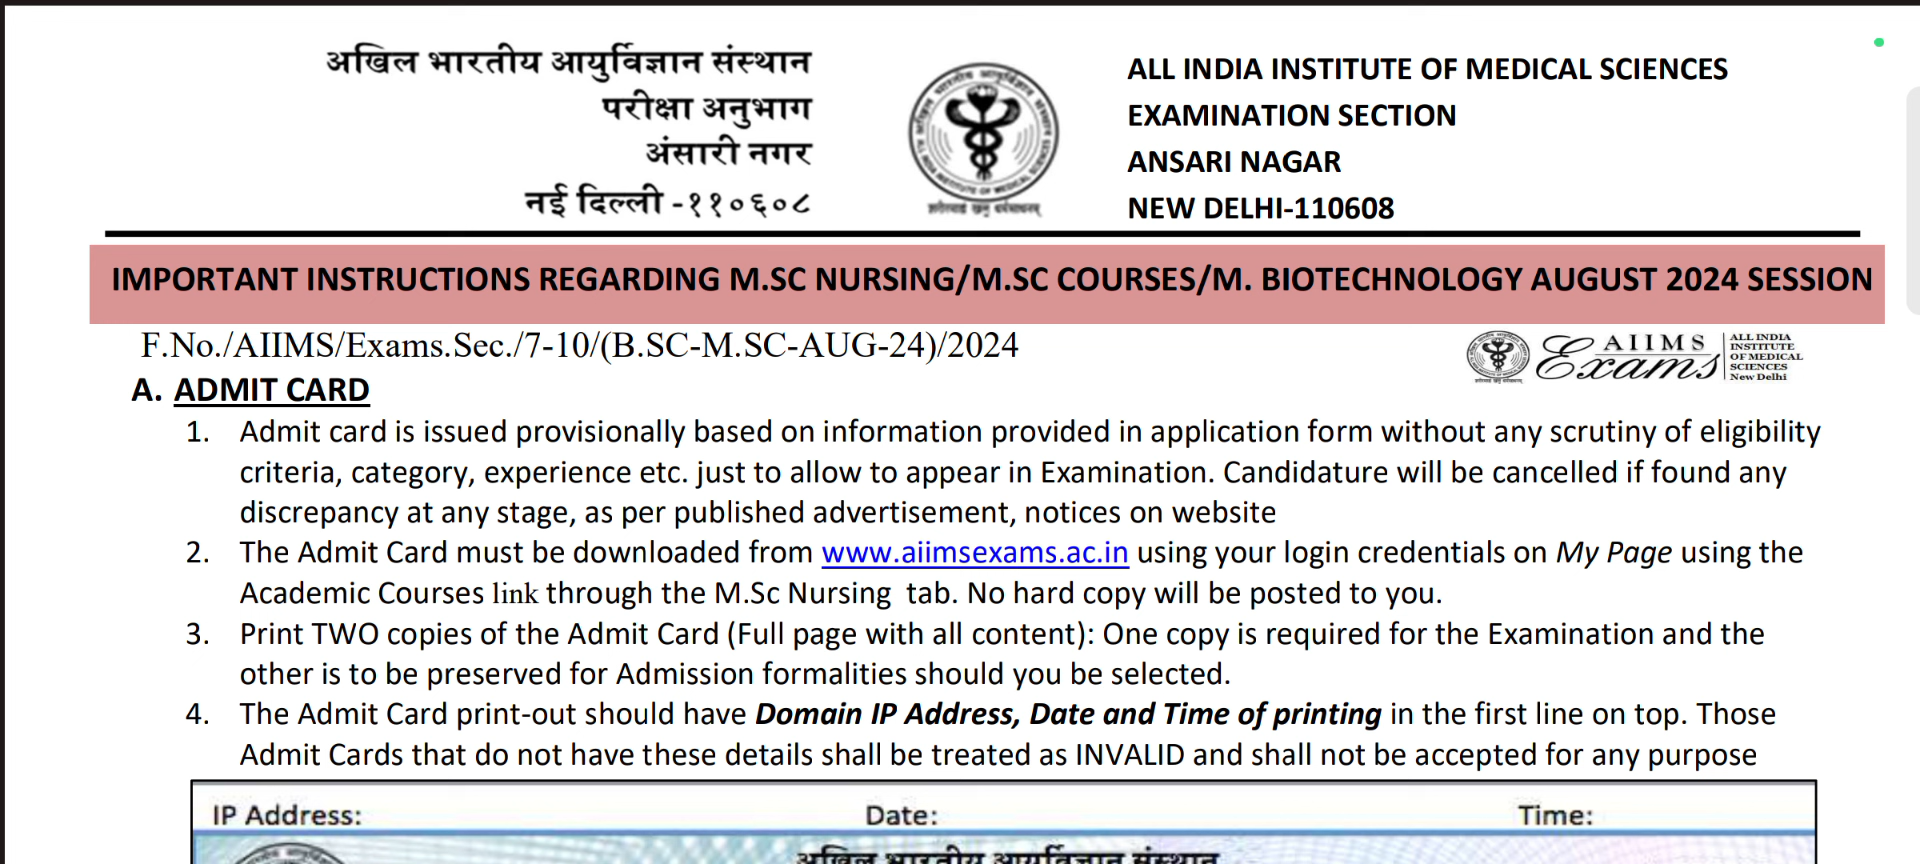 अखिल भारतीय आयुर्विज्ञान संस्थान
परीक्षा अनुभाग
अंसारी नगर
नई दिल्ली -११०६०८
ALL INDIA INSTITUTE OF MEDICAL SCIENCES
EXAMINATION SECTION
ANSARI NAGAR
NEW DELHI-110608
IMPORTANT INSTRUCTIONS REGARDING M.SC NURSING/M.SC COURSES/M. BIOTECHNOLOGY AUGUST 2024 SESSION
F.No./AIIMS/Exams.Sec./7-10/(B.SC-M.SC-AUG-24)/2024
AIIMS
Exams
ALL INDIA
INSTITUTE
OF MEDICAL
SCIENCES
New Delhi
A. ADMIT CARD
1. Admit card is issued provisionally based on information provided in application form without any scrutiny of eligibility
criteria, category, experience etc. just to allow to appear in Examination. Candidature will be cancelled if found any
discrepancy at any stage, as per published advertisement, notices on website
2. The Admit Card must be downloaded from www.aiimsexams.ac.in using your login credentials on My Page using the
Academic Courses link through the M.Sc Nursing tab. No hard copy will be posted to you.
3. Print TWO copies of the Admit Card (Full page with all content): One copy is required for the Examination and the
other is to be preserved for Admission formalities should you be selected.
4. The Admit Card print-out should have Domain IP Address, Date and Time of printing in the first line on top. Those
Admit Cards that do not have these details shall be treated as INVALID and shall not be accepted for any purpose
IP Address: Date: Time:
अखिल भारतीय आयुर्विज्ञान संस्थान